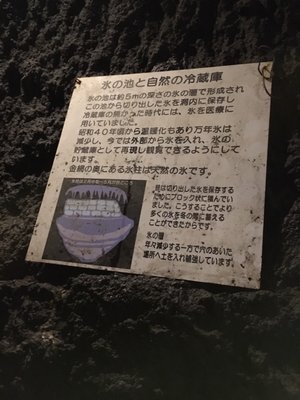 氷の池と自然の冷蔵庫
氷の池は約5mの深さの氷の層で形成され
この池から切り出した氷を洞内に保存し
冷蔵庫の無かった時代には、氷を医療に
用いていました。
昭和40年頃から温暖化もあり万年氷は
減少し、今では外部から氷を入れ、氷の
貯蔵庫として再現し観覧できるようにして
います。
金網の奥にある氷柱は天然の氷です。
昔は切り出した氷を保存する
ためにブロック状に積んでい
ました。こうすることでより
多くの氷を冬の間に蓄える
ことができたからです。
氷の層
年々減少する一方で穴のあいた
場所へ土を入れ補強しています。